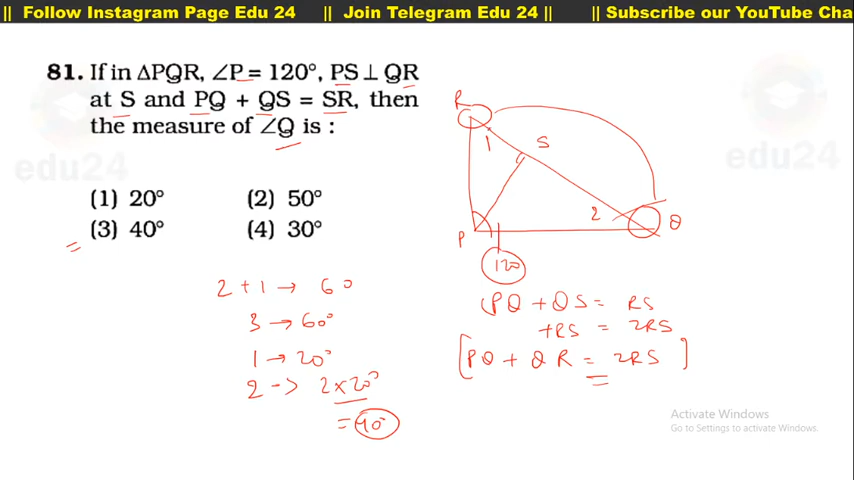 || Follow Instagram Page Edu 24 || Join Telegram Edu 24 || || Subscribe our YouTube Cha
81. If in ΔPQR, ∠P = 120°, PS ⊥ QR
at S and PQ + QS = SR, then
the measure of ∠Q is :
(1) 20° (2) 50°
(3) 40° (4) 30°
=
R
1 S
2
P Q
120
2 + 1 → 60
3 → 60°
1 → 20°
2 → 2 × 20°
= 40°
PQ + QS = RS
+RS = 2RS
[PQ + QR = 2RS]
edu24
edu24
Activate Windows
Go to Settings to activate Windows.